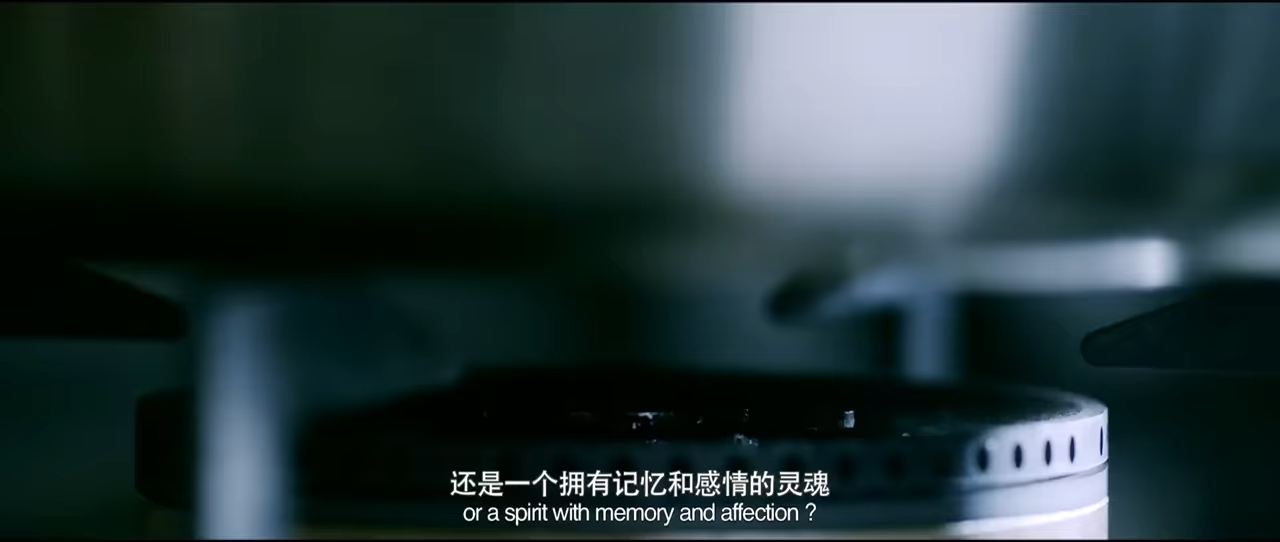 还是一个拥有记忆和感情的灵魂
or a spirit with memory and affection ?